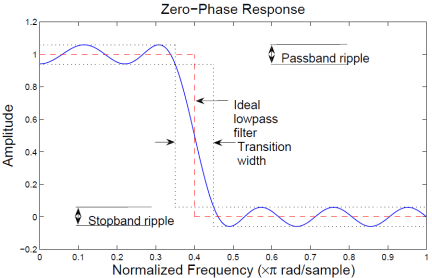 Zero-Phase Response
Passband ripple
Ideal
lowpass
filter
Transition
width
Stopband ripple
Amplitude
1.2
1
0.8
0.6
0.4
0.2
0
−0.2
0
0.1
0.2
0.3
0.4
0.5
0.6
0.7
0.8
0.9
1
Normalized Frequency (×π rad/sample)